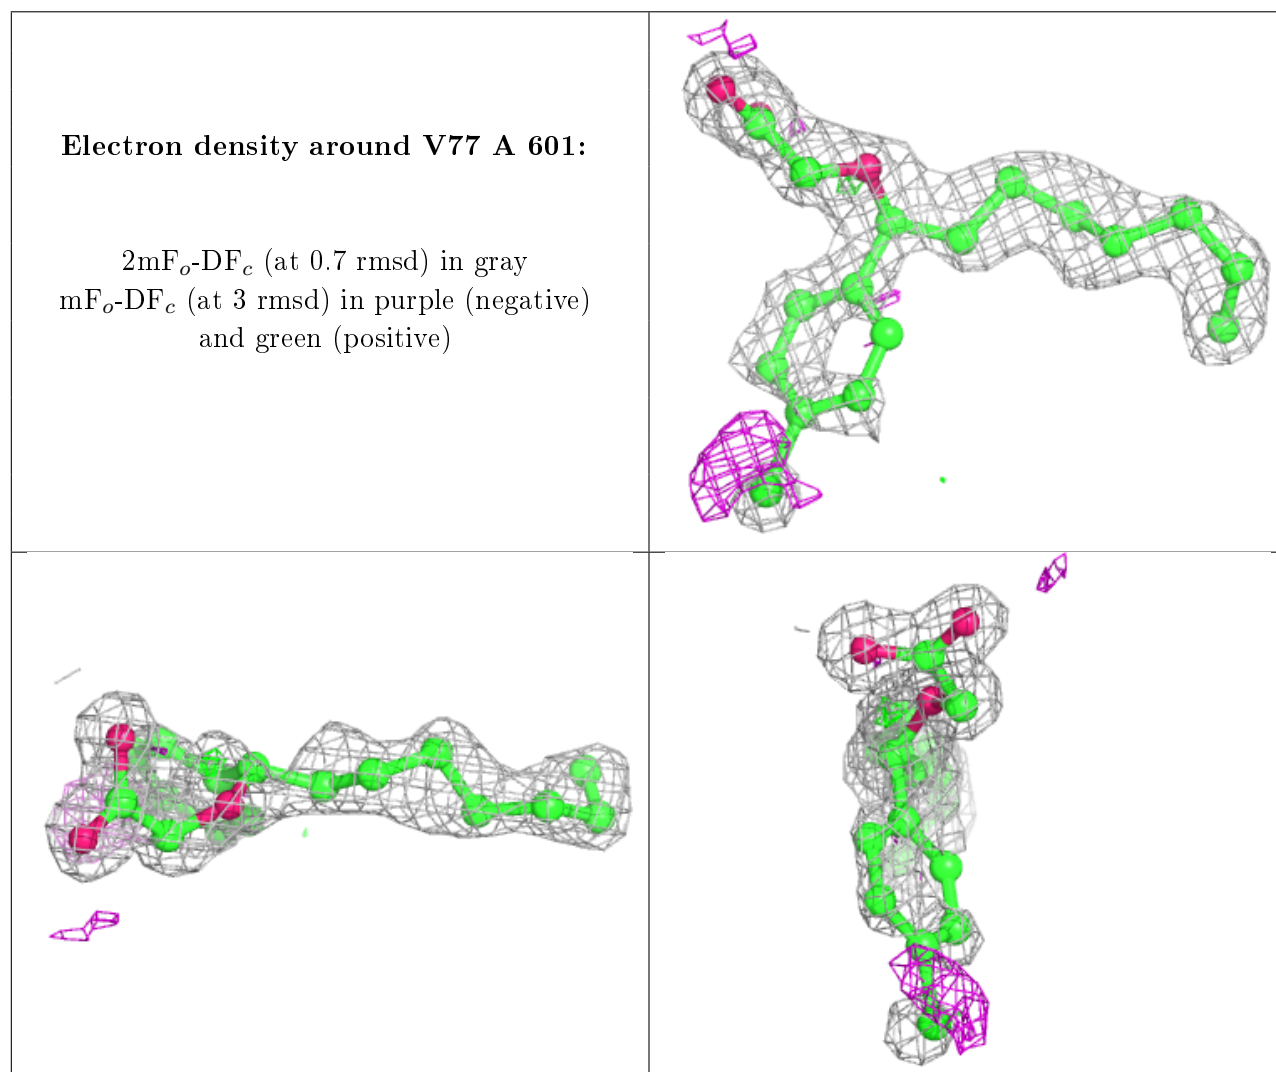 Electron density around V77 A 601:
2mFo-DFc (at 0.7 rmsd) in gray
mFo-DFc (at 3 rmsd) in purple (negative)
and green (positive)